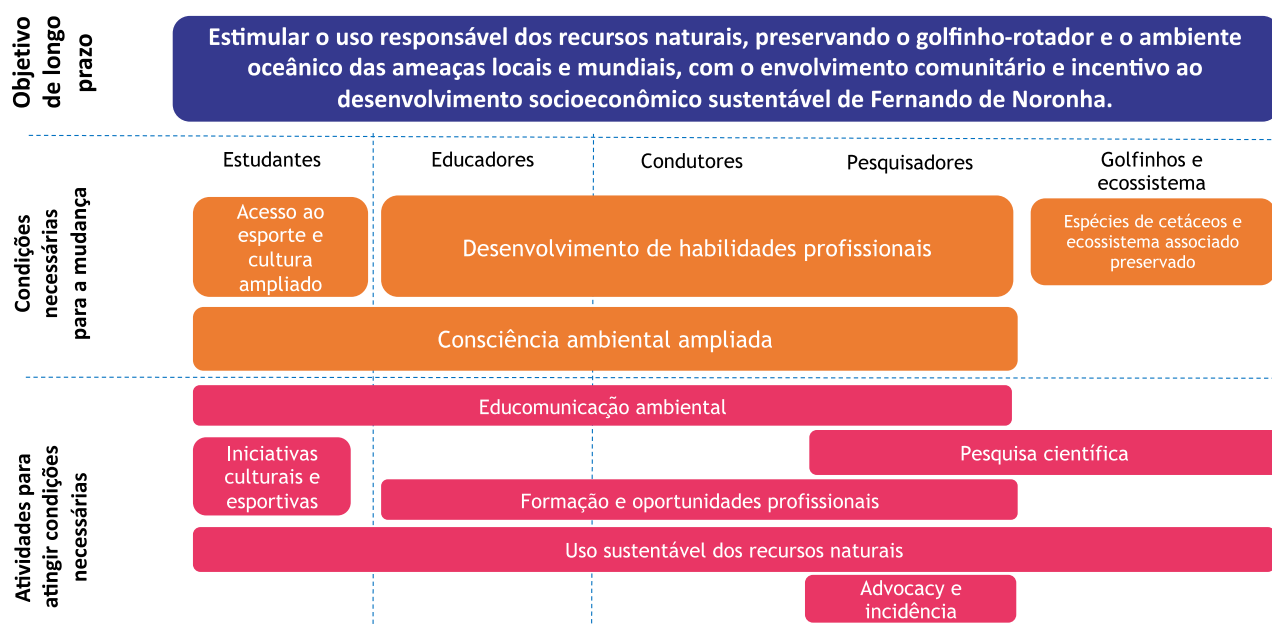 Objetivo
de longo
prazo
Estimular o uso responsável dos recursos naturais, preservando o golfinho-rotador e o ambiente
oceânico das ameaças locais e mundiais, com o envolvimento comunitário e incentivo ao
desenvolvimento socioeconômico sustentável de Fernando de Noronha.
Condições
necessárias
para a mudança
Estudantes
Educadores
Condutores
Pesquisadores
Golfinhos e
ecossistema
Acesso ao
esporte e
cultura
ampliado
Desenvolvimento de habilidades profissionais
Espécies de cetáceos e
ecossistema associado
preservado
Consciência ambiental ampliada
Atividades para
atingir condições
necessárias
Educomunicação ambiental
Iniciativas
culturais e
esportivas
Pesquisa científica
Formação e oportunidades profissionais
Uso sustentável dos recursos naturais
Advocacy e
incidência